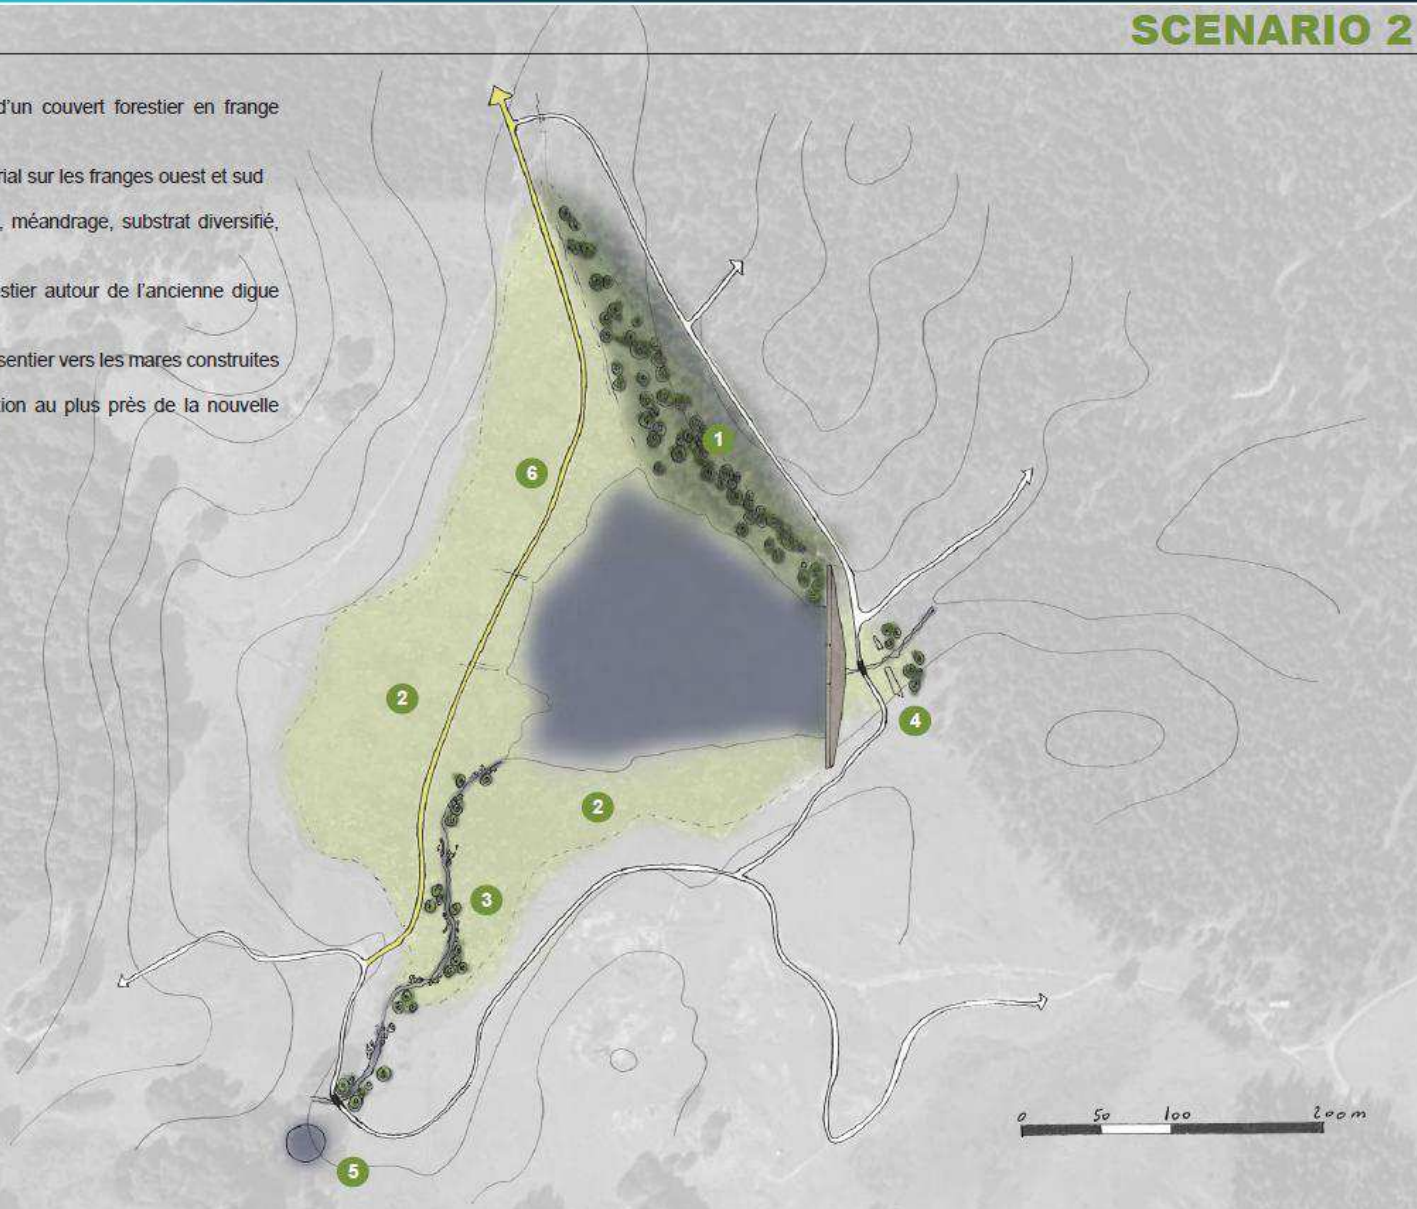 SCENARIO 2
d’un couvert forestier en frange
rial sur les franges ouest et sud
, méandrage, substrat diversifié,
stier autour de l’ancienne digue
sentier vers les mares construites
tion au plus près de la nouvelle
1
6
2
4
2
3
0 50 100 200m
5